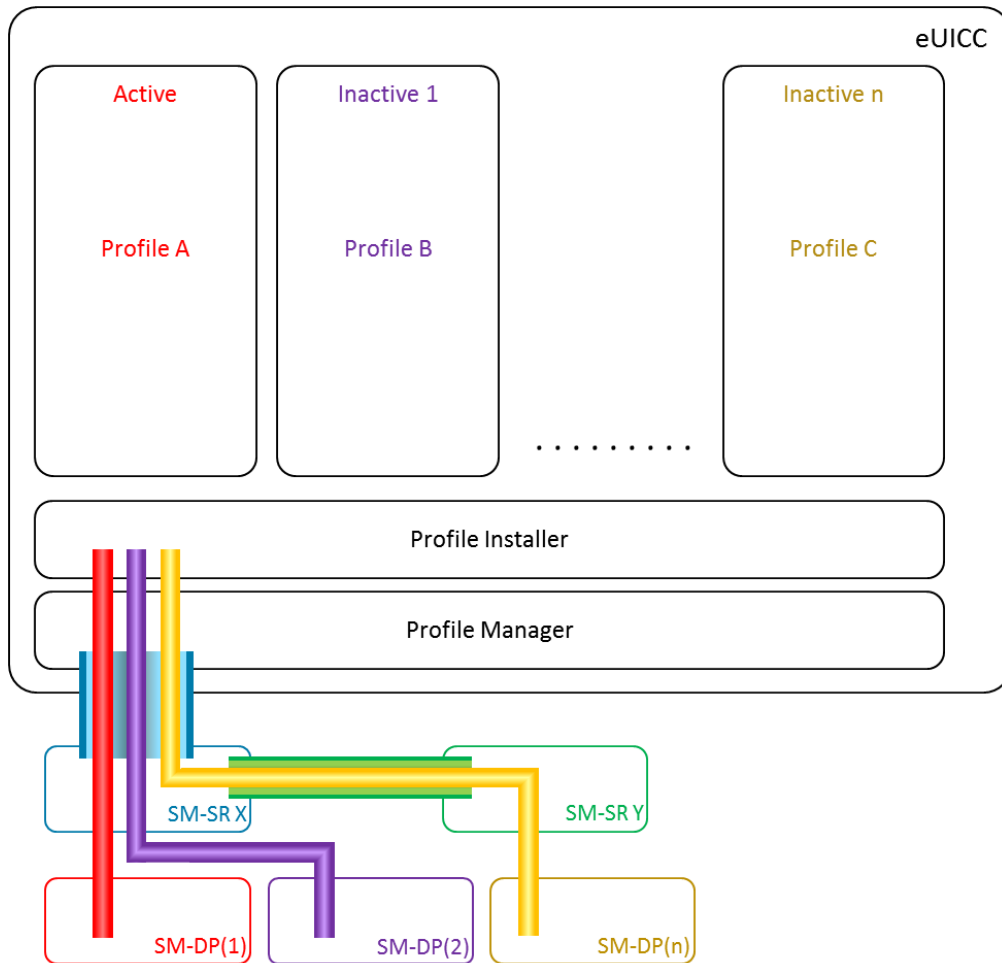 eUICC
Active
Inactive 1
Inactive n
Profile A
Profile B
Profile C
. . . . . . . . .
Profile Installer
Profile Manager
SM-SR X
SM-SR Y
SM-DP(1)
SM-DP(2)
SM-DP(n)